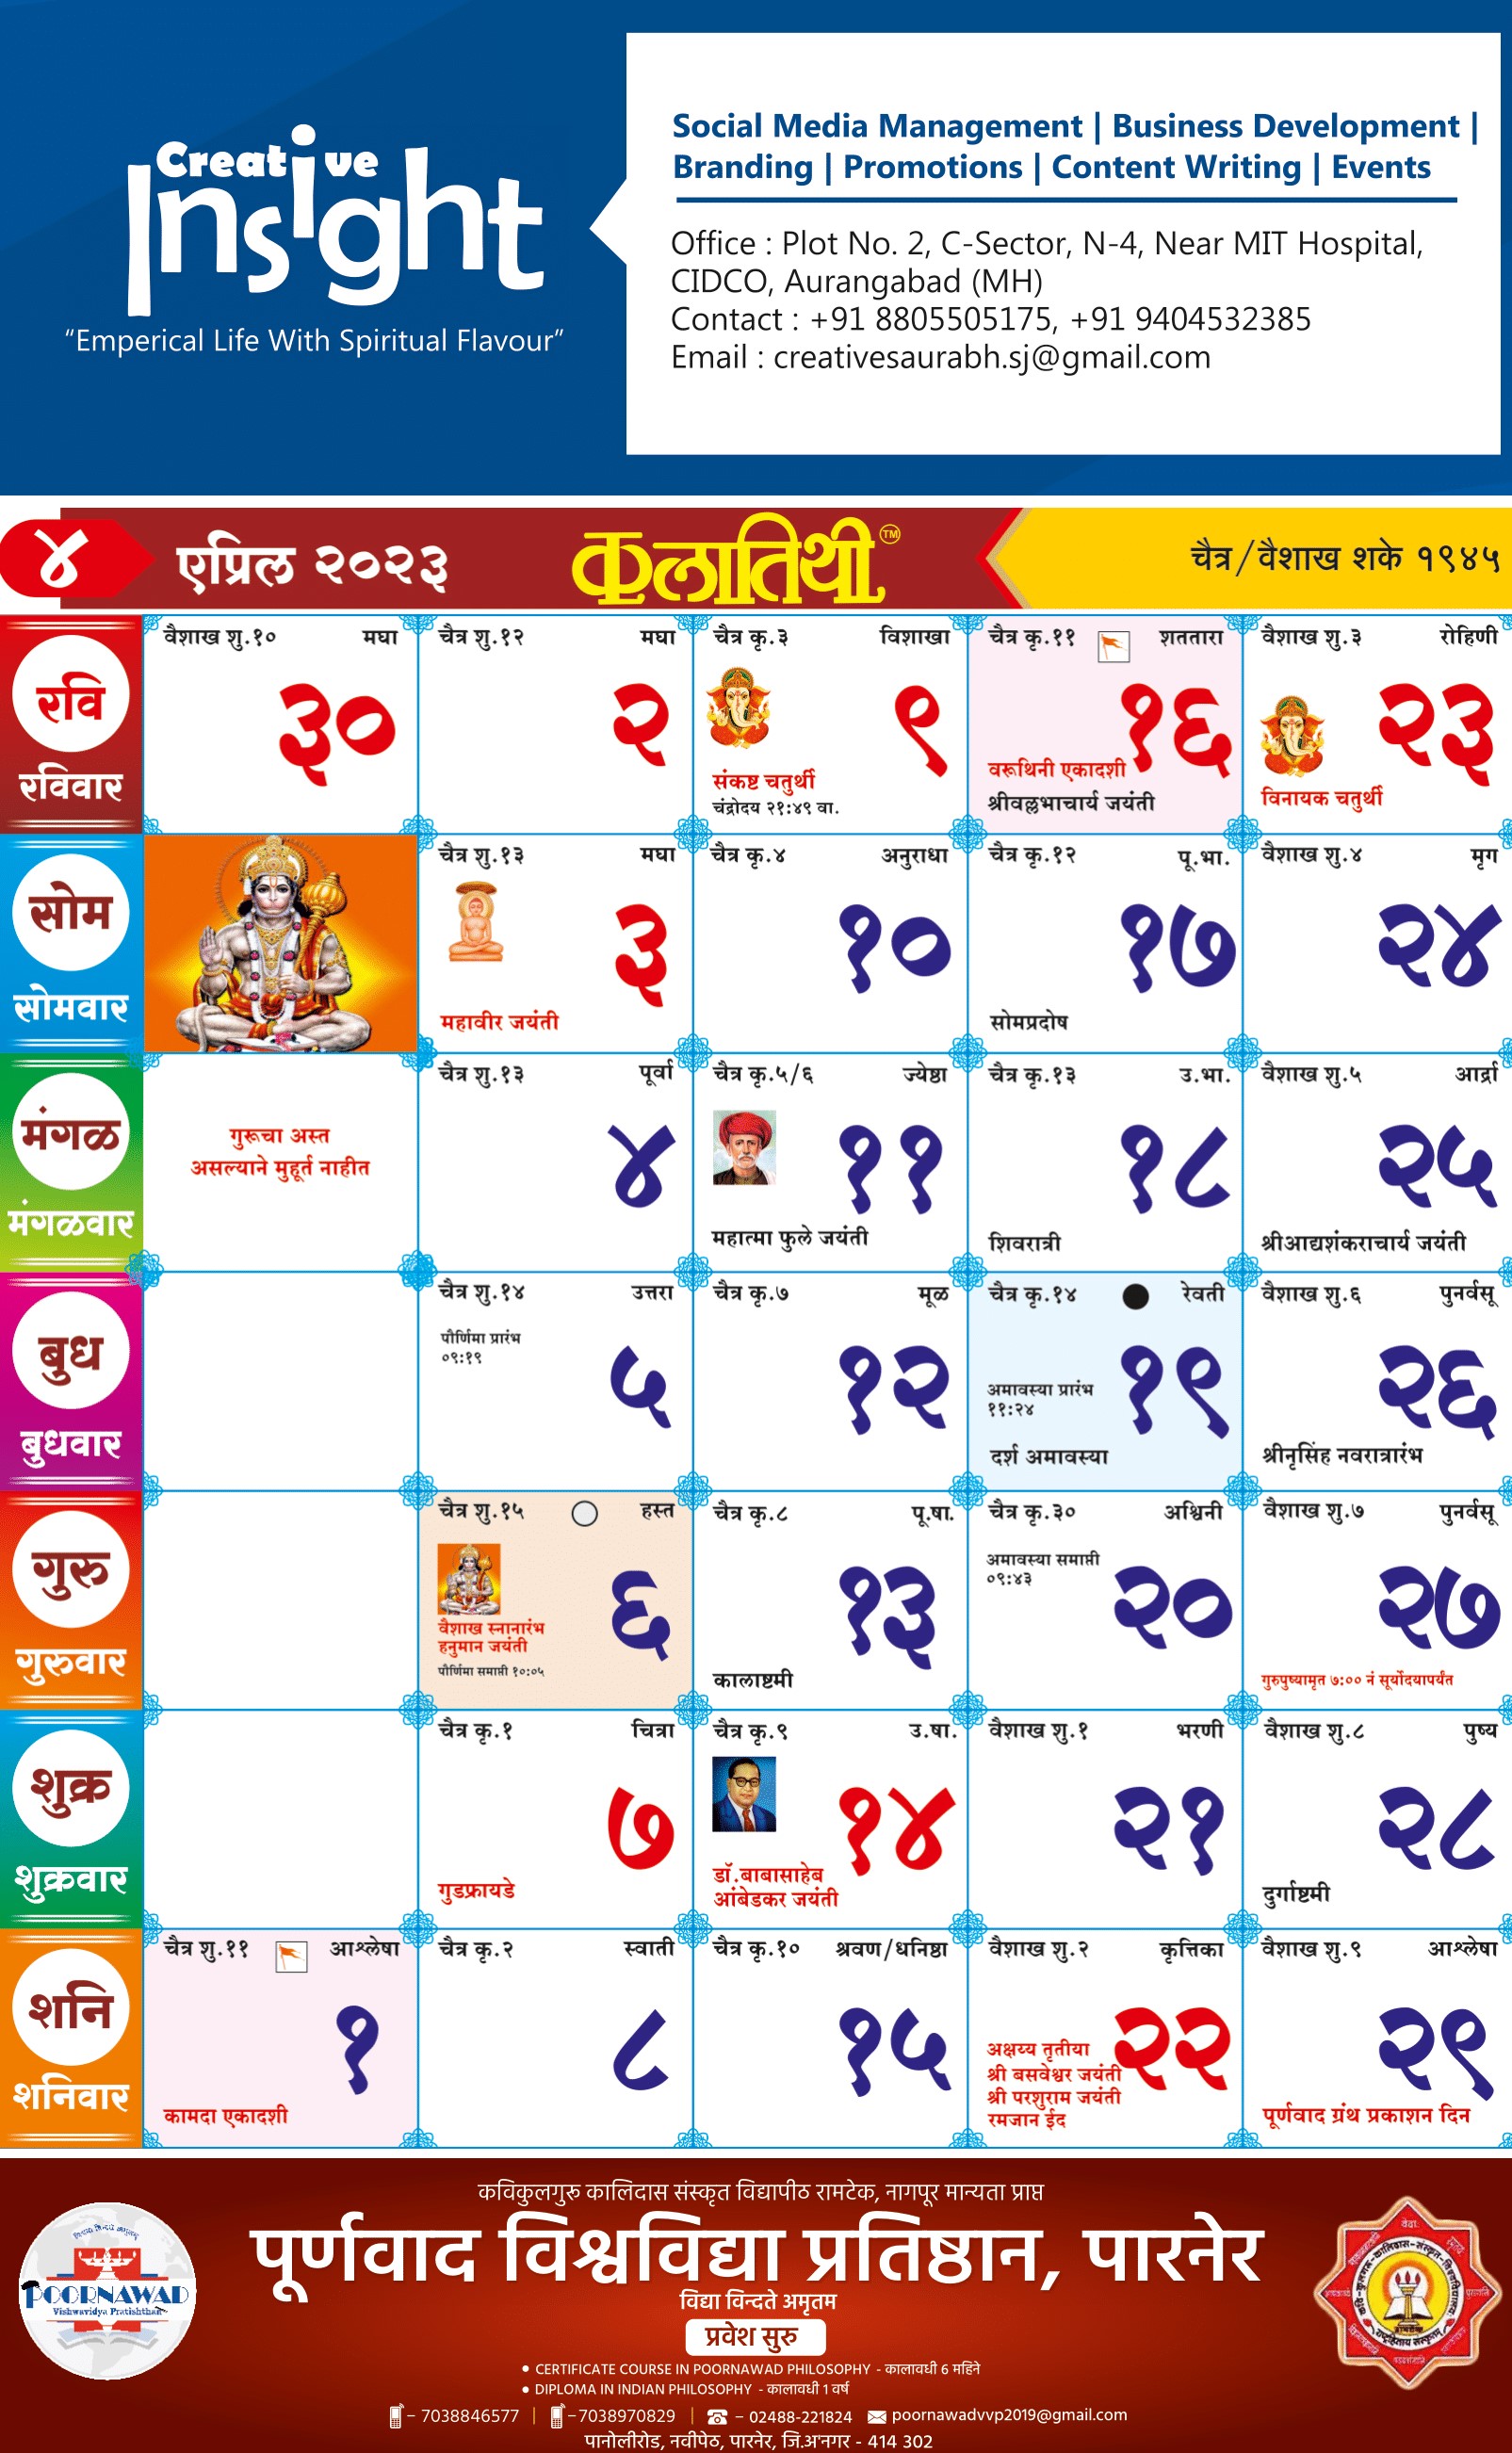 Creative
Insight
“Emperical Life With Spiritual Flavour”
Social Media Management | Business Development |
Branding | Promotions | Content Writing | Events
Office : Plot No. 2, C-Sector, N-4, Near MIT Hospital,
CIDCO, Aurangabad (MH)
Contact : +91 8805505175, +91 9404532385
Email : creativesaurabh.sj@gmail.com
४ एप्रिल २०२३ कलातिथी TM चैत्र/वैशाख शके १९४५
रवि
रविवार
वैशाख शु.१० मघा
३०
चैत्र शु.१२ मघा
२
चैत्र कृ.३ विशाखा
९
संकष्ट चतुर्थी
चंद्रोदय २१:४९ वा.
चैत्र कृ.११ शततारा
१६
वरूथिनी एकादशी
श्रीवल्लभाचार्य जयंती
वैशाख शु.३ रोहिणी
२३
विनायक चतुर्थी
सोम
सोमवार
चैत्र शु.१३ मघा
३
महावीर जयंती
चैत्र कृ.४ अनुराधा
१०
चैत्र कृ.१२ पू.भा.
१७
सोमप्रदोष
वैशाख शु.४ मृग
२४
मंगळ
मंगळवार
गुरूचा अस्त
असल्याने मुहूर्त नाहीत
चैत्र शु.१३ पूर्वा
४
चैत्र कृ.५/६ ज्येष्ठा
११
महात्मा फुले जयंती
चैत्र कृ.१३ उ.भा.
१८
शिवरात्री
वैशाख शु.५ आर्द्रा
२५
श्रीआद्यशंकराचार्य जयंती
बुध
बुधवार
चैत्र शु.१४ उत्तरा
पौर्णिमा प्रारंभ
०९:१९
५
चैत्र कृ.७ मूळ
१२
चैत्र कृ.१४ रेवती
१९
अमावस्या प्रारंभ
११:२४
दर्श अमावस्या
वैशाख शु.६ पुनर्वसू
२६
श्रीनृसिंह नवरात्रारंभ
गुरु
गुरुवार
चैत्र शु.१५ हस्त
६
वैशाख स्नानारंभ
हनुमान जयंती
पौर्णिमा समाप्ती १०:०५
चैत्र कृ.८ पू.षा.
१३
कालाष्टमी
चैत्र कृ.३० अश्विनी
अमावस्या समाप्ती
०९:४३
२०
वैशाख शु.७ पुनर्वसू
२७
गुरुपुष्यामृत ७:०० नं सूर्योदयापर्यंत
शुक्र
शुक्रवार
चैत्र कृ.१ चित्रा
७
गुडफ्रायडे
चैत्र कृ.९ उ.षा.
१४
डॉ.बाबासाहेब
आंबेडकर जयंती
वैशाख शु.१ भरणी
२१
वैशाख शु.८ पुष्य
२८
दुर्गाष्टमी
शनि
शनिवार
चैत्र शु.११ आश्लेषा
१
कामदा एकादशी
चैत्र कृ.२ स्वाती
८
चैत्र कृ.१० श्रवण/धनिष्ठा
१५
वैशाख शु.२ कृत्तिका
२२
अक्षय्य तृतीया
श्री बसवेश्वर जयंती
श्री परशुराम जयंती
रमजान ईद
वैशाख शु.९ आश्लेषा
२९
पूर्णवाद ग्रंथ प्रकाशन दिन
कविकुलगुरू कालिदास संस्कृत विद्यापीठ रामटेक, नागपूर मान्यता प्राप्त
पूर्णवाद विश्वविद्या प्रतिष्ठान, पारनेर
विद्या विन्दते अमृतम
प्रवेश सुरु
• CERTIFICATE COURSE IN POORNAWAD PHILOSOPHY - कालावधी 6 महिने
• DIPLOMA IN INDIAN PHILOSOPHY - कालावधी 1 वर्ष
- 7038846577 | -7038970829 | - 02488-221824 poornawadvvp2019@gmail.com
पानोलीरोड, नवीपेठ, पारनेर, जि.अ'नगर - 414 302
POORNAWAD
Vishwavidya Pratishthan